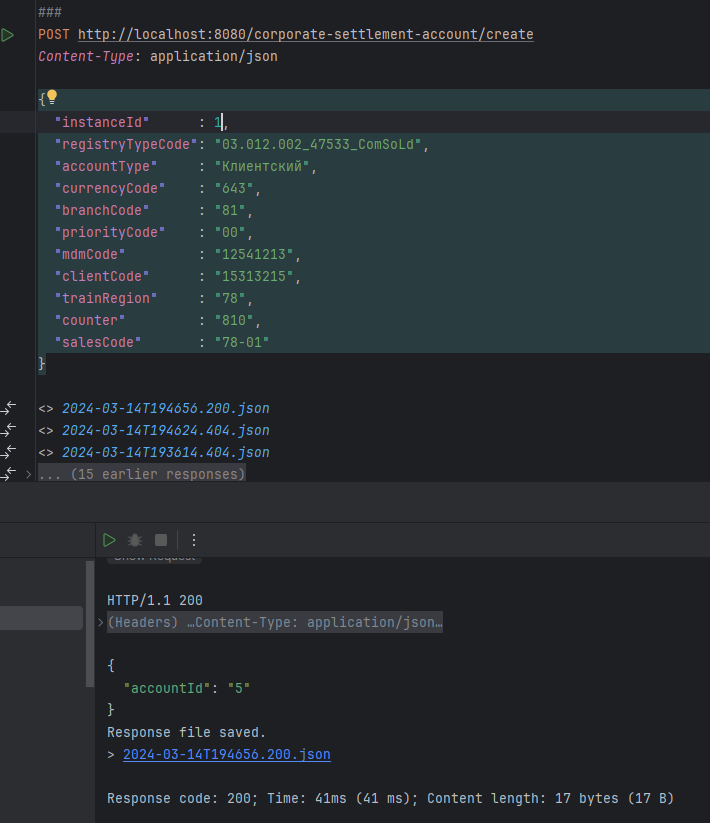 ###
POST http://localhost:8080/corporate-settlement-account/create
Content-Type: application/json
{
"instanceId" : 1,
"registryTypeCode": "03.012.002_47533_ComSoLd",
"accountType" : "Клиентский",
"currencyCode" : "643",
"branchCode" : "81",
"priorityCode" : "00",
"mdmCode" : "12541213",
"clientCode" : "15313215",
"trainRegion" : "78",
"counter" : "810",
"salesCode" : "78-01"
}
<> 2024-03-14T194656.200.json
<> 2024-03-14T194624.404.json
<> 2024-03-14T193614.404.json
... (15 earlier responses)
Show Request
HTTP/1.1 200
(Headers) …Content-Type: application/json…
{
"accountId": "5"
}
Response file saved.
> 2024-03-14T194656.200.json
Response code: 200; Time: 41ms (41 ms); Content length: 17 bytes (17 B)